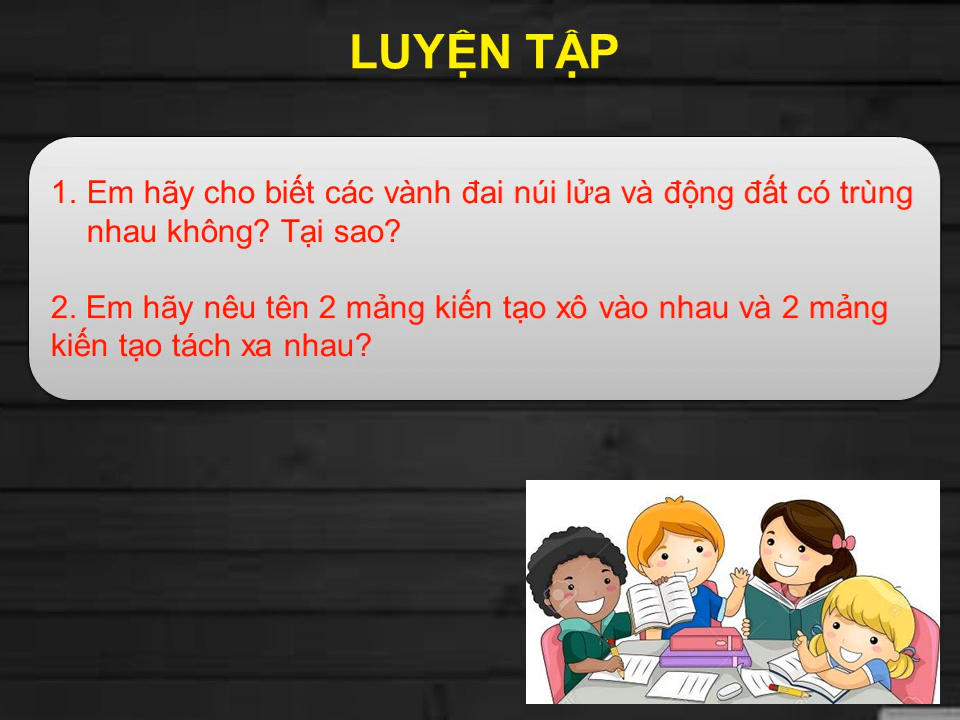 LUYỆN TẬP
1. Em hãy cho biết các vành đai núi lửa và động đất có trùng
nhau không? Tại sao?
2. Em hãy nêu tên 2 mảng kiến tạo xô vào nhau và 2 mảng
kiến tạo tách xa nhau?